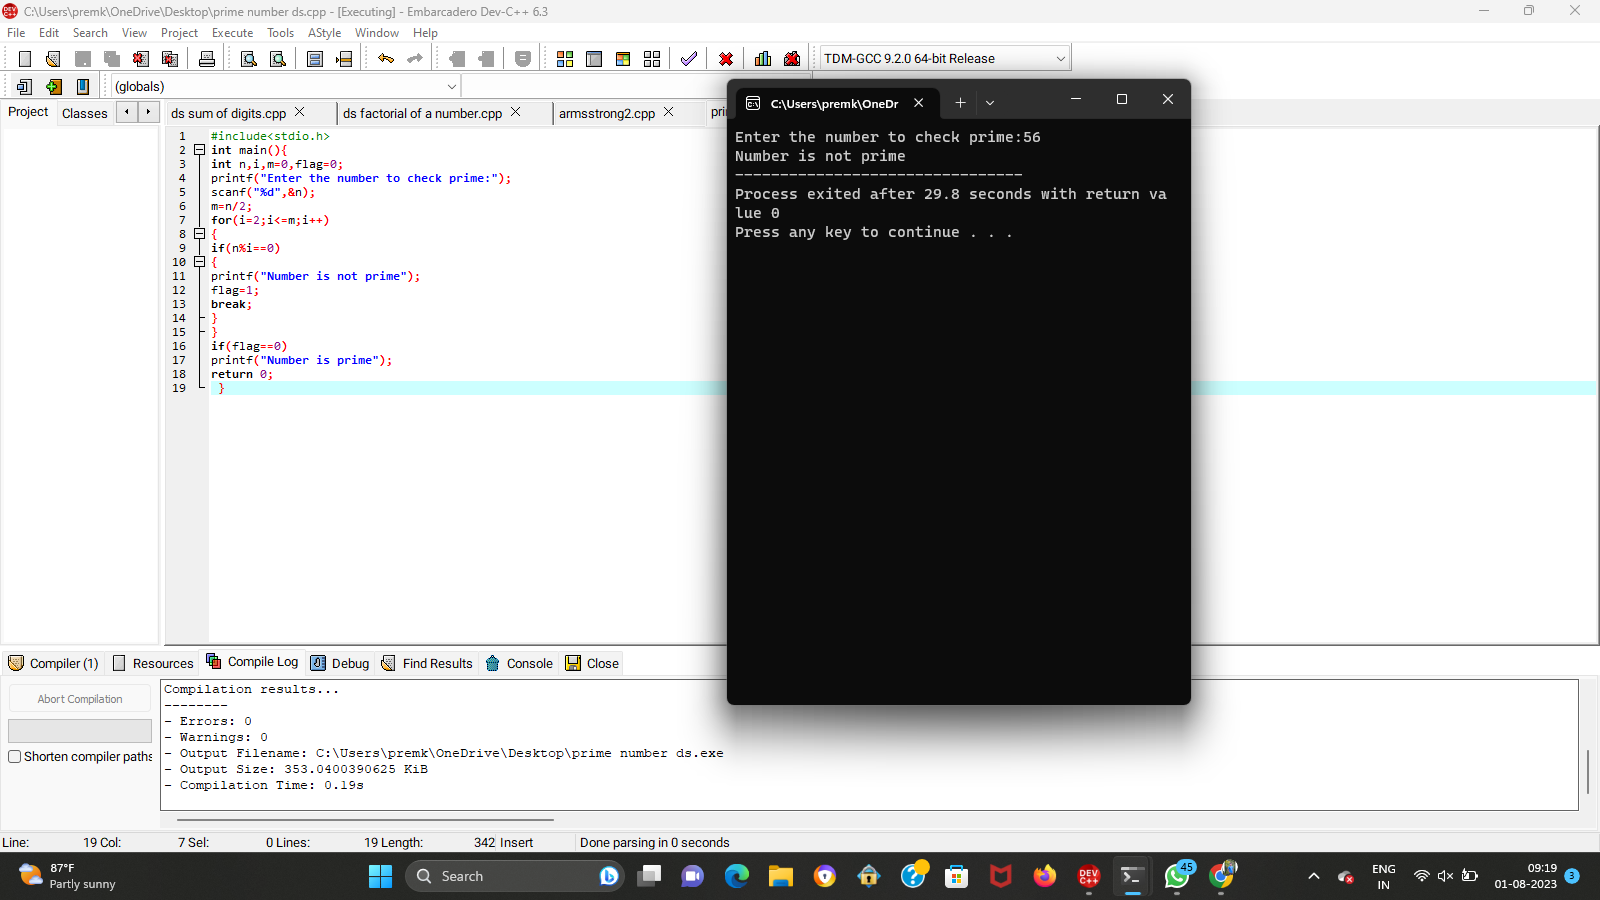 C:\Users\premk\OneDrive\Desktop\prime number ds.cpp - [Executing] - Embarcadero Dev-C++ 6.3
File Edit Search View Project Execute Tools AStyle Window Help
TDM-GCC 9.2.0 64-bit Release
(globals)
Project Classes
ds sum of digits.cpp ds factorial of a number.cpp armsstrong2.cpp
1 #include<stdio.h>
2 int main(){
3 int n,i,m=0,flag=0;
4 printf("Enter the number to check prime:");
5 scanf("%d",&n);
6 m=n/2;
7 for(i=2;i<=m;i++)
8 {
9 if(n%i==0)
10 {
11 printf("Number is not prime");
12 flag=1;
13 break;
14 }
15 }
16 if(flag==0)
17 printf("Number is prime");
18 return 0;
19 }
C:\Users\premk\OneDr
Enter the number to check prime:56
Number is not prime
--------------------------------
Process exited after 29.8 seconds with return va
lue 0
Press any key to continue . . .
Compiler (1) Resources Compile Log Debug Find Results Console Close
Abort Compilation
Shorten compiler paths
Compilation results...
--------
- Errors: 0
- Warnings: 0
- Output Filename: C:\Users\premk\OneDrive\Desktop\prime number ds.exe
- Output Size: 353.0400390625 KiB
- Compilation Time: 0.19s
Line: 19 Col: 7 Sel: 0 Lines: 19 Length: 342 Insert Done parsing in 0 seconds
87°F
Partly sunny
Search
DEV
C++
45
ENG
IN
09:19
01-08-2023
3